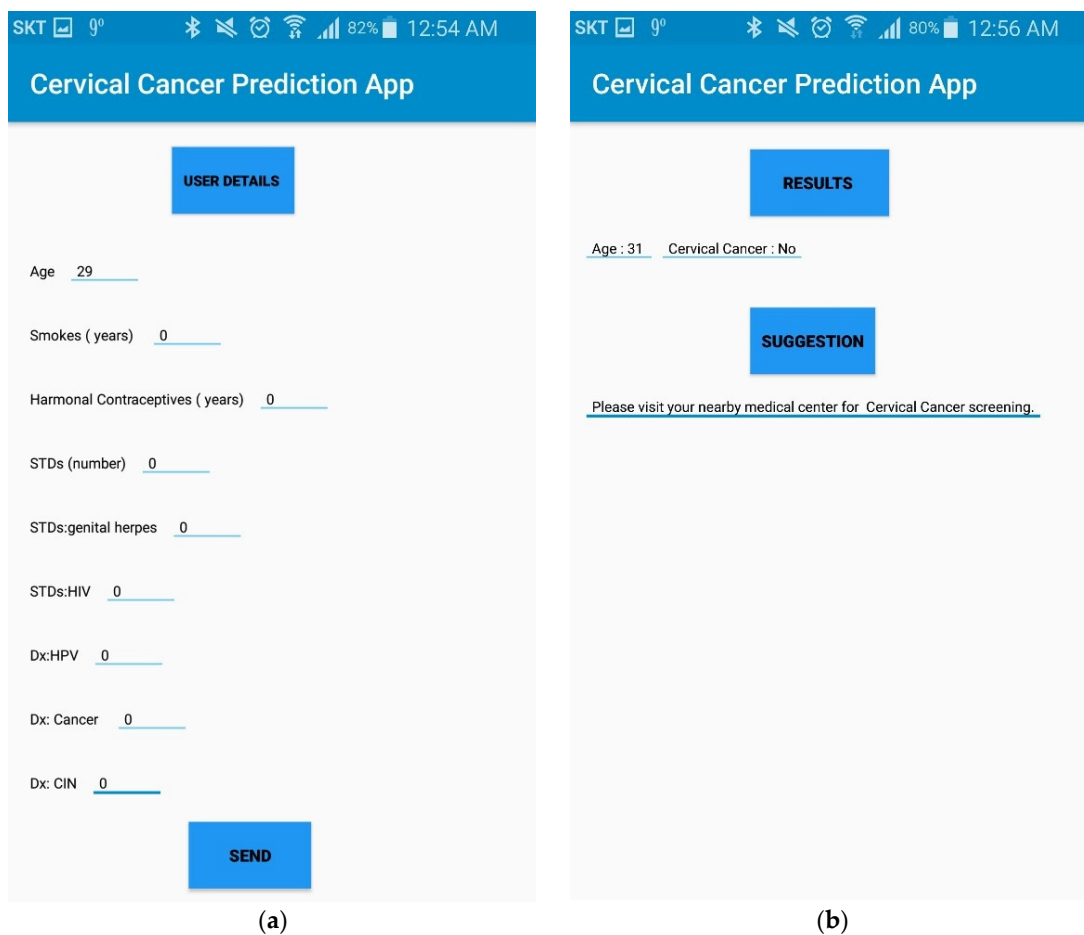 SKT 9° 82% 12:54 AM
Cervical Cancer Prediction App
USER DETAILS
Age 29
Smokes ( years) 0
Harmonal Contraceptives ( years) 0
STDs (number) 0
STDs:genital herpes 0
STDs:HIV 0
Dx:HPV 0
Dx: Cancer 0
Dx: CIN 0
SEND
(a)
SKT 9° 80% 12:56 AM
Cervical Cancer Prediction App
RESULTS
Age : 31 Cervical Cancer : No
SUGGESTION
Please visit your nearby medical center for Cervical Cancer screening.
(b)